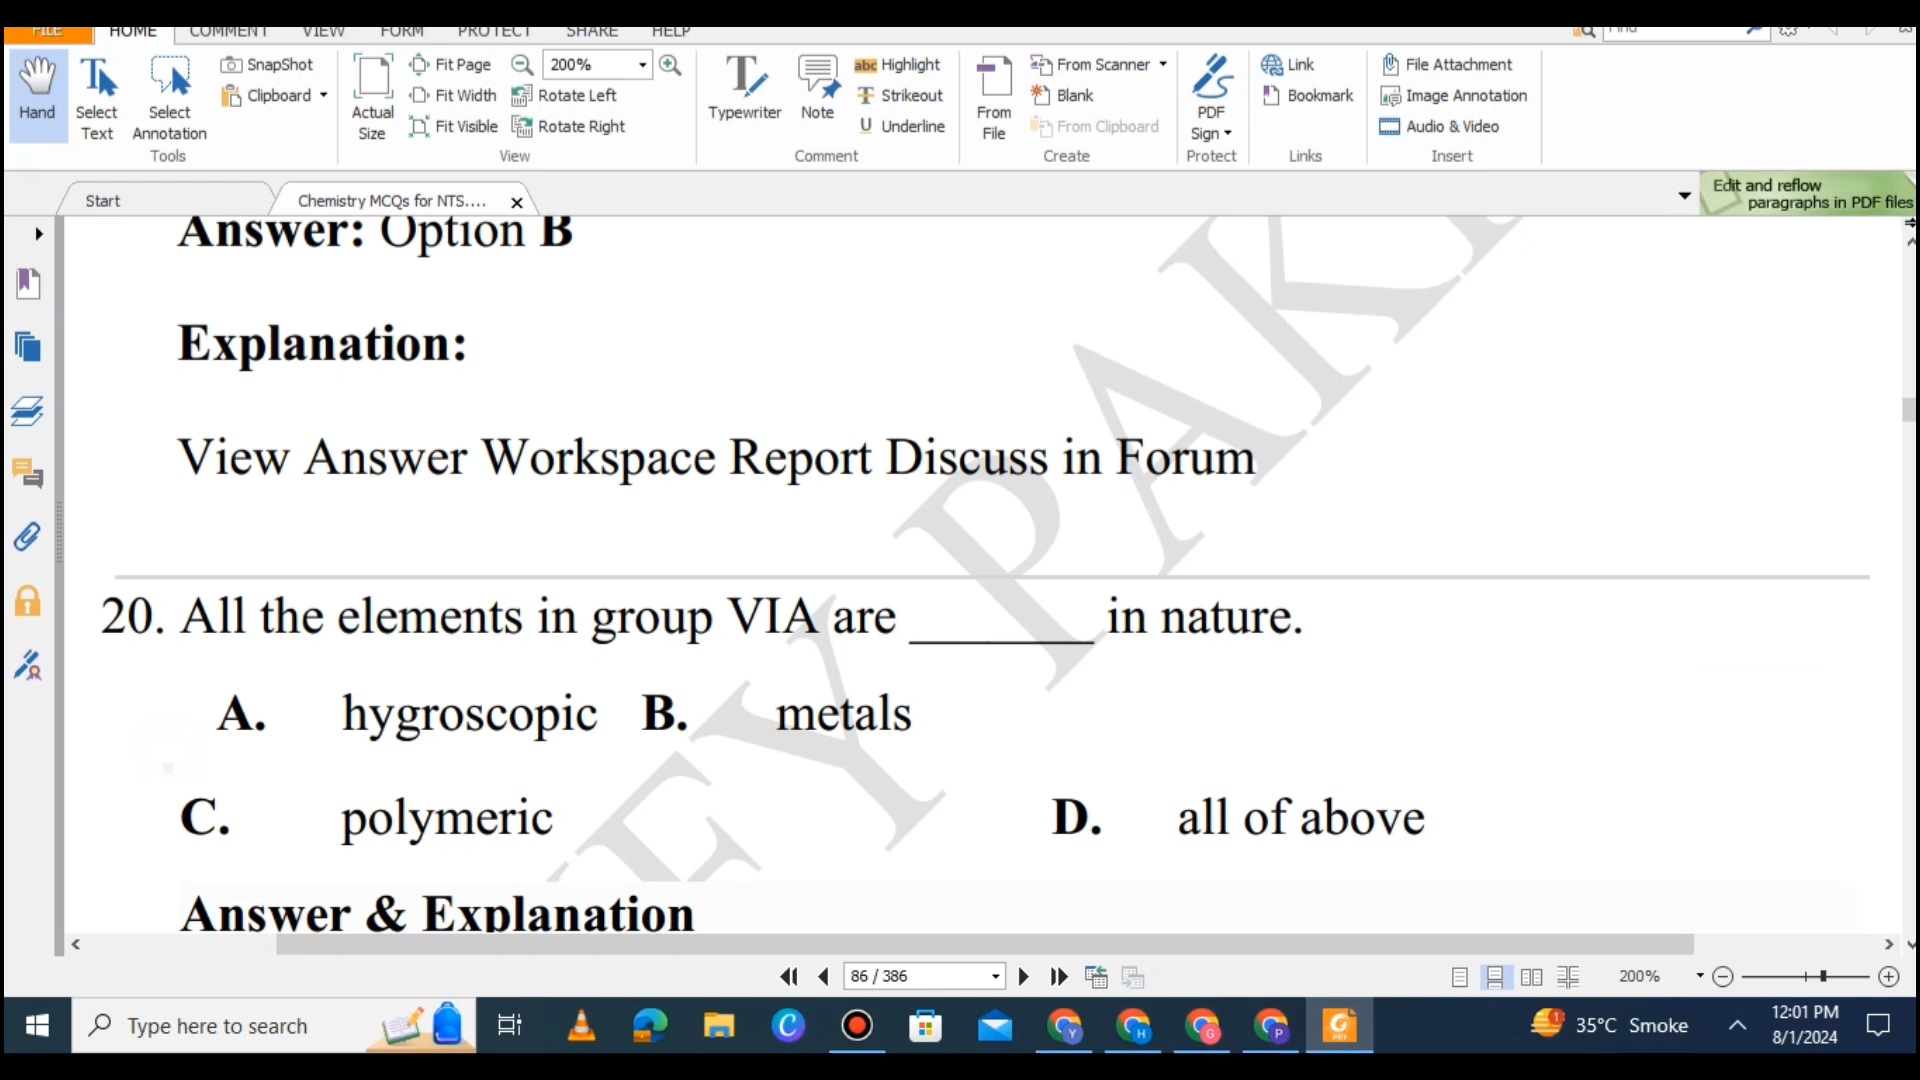 FILE HOME COMMENT VIEW FORM PROTECT SHARE HELP Find
Hand
Select Text
Select Annotation
SnapShot
Clipboard
Tools
Actual Size
Fit Page
Fit Width
Fit Visible
200%
Rotate Left
Rotate Right
View
Typewriter
Note
Highlight
Strikeout
Underline
Comment
From File
From Scanner
Blank
From Clipboard
Create
PDF Sign
Protect
Link
Bookmark
Links
File Attachment
Image Annotation
Audio & Video
Insert
Start
Chemistry MCQs for NTS....
Edit and reflow
paragraphs in PDF files
Answer: Option B
Explanation:
View Answer Workspace Report Discuss in Forum
20. All the elements in group VIA are _______ in nature.
A. hygroscopic B. metals
C. polymeric D. all of above
Answer & Explanation
86 / 386
200%
Type here to search
35°C Smoke
12:01 PM
8/1/2024